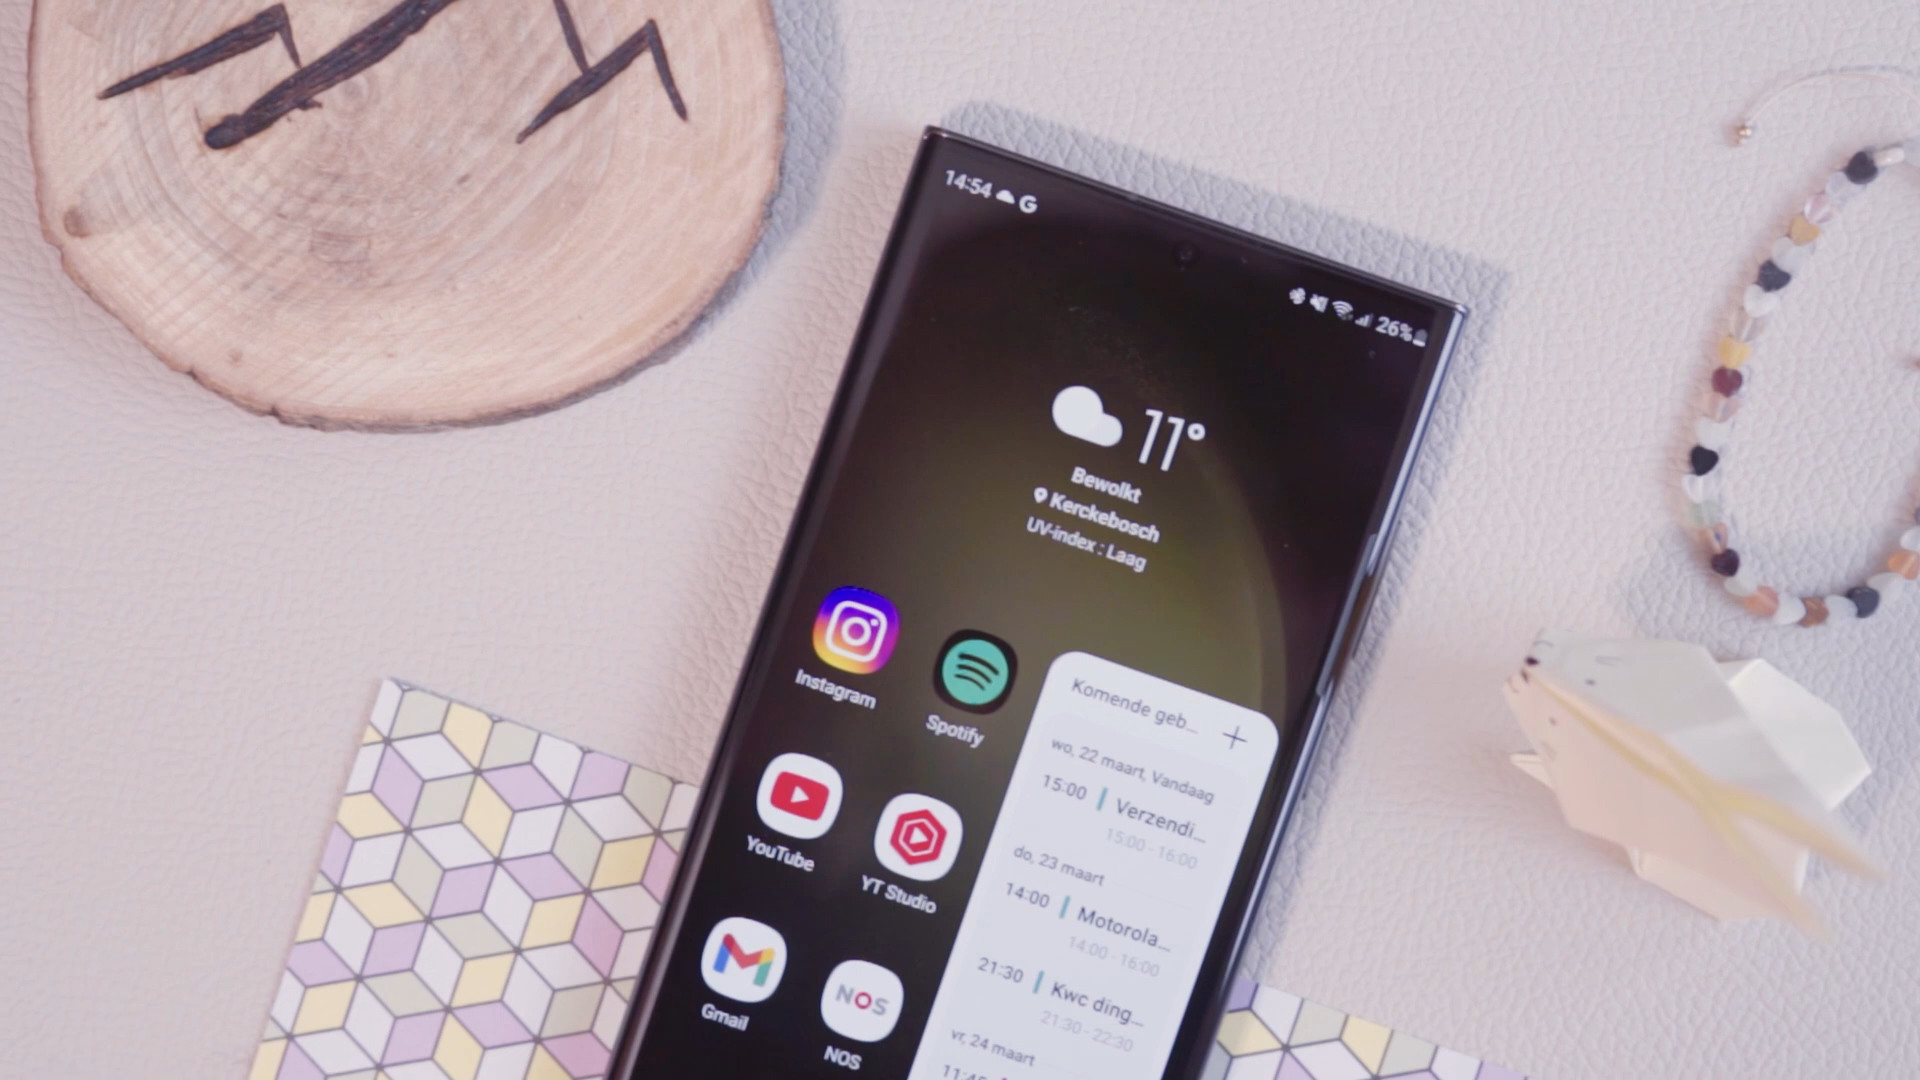 14:54 G
26%
11°
Bewolkt
Kerckebosch
UV-index : Laag
Instagram
Spotify
YouTube
YT Studio
Gmail
NOS
NOS
Komende geb... +
wo, 22 maart, Vandaag
15:00 Verzendi...
15:00 - 16:00
do, 23 maart
14:00 Motorola...
14:00 - 16:00
21:30 Kwc ding...
21:30 - 22:30
vr, 24 maart